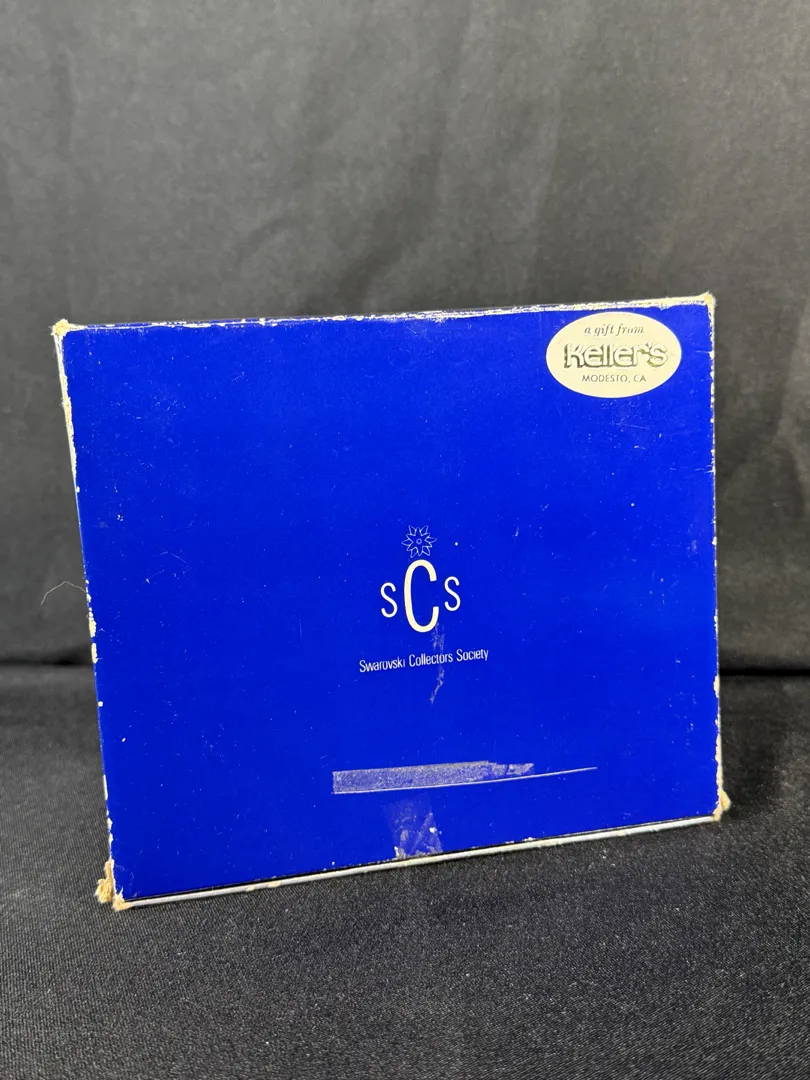 a gift from
Keller's
MODESTO, CA
SCS
Swarovski Collectors Society